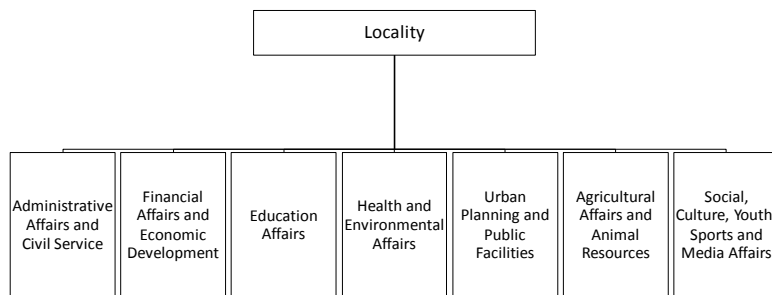 Locality
Administrative
Affairs and
Civil Service
Financial
Affairs and
Economic
Development
Education
Affairs
Health and
Environmental
Affairs
Urban
Planning and
Public
Facilities
Agricultural
Affairs and
Animal
Resources
Social,
Culture, Youth
Sports and
Media Affairs